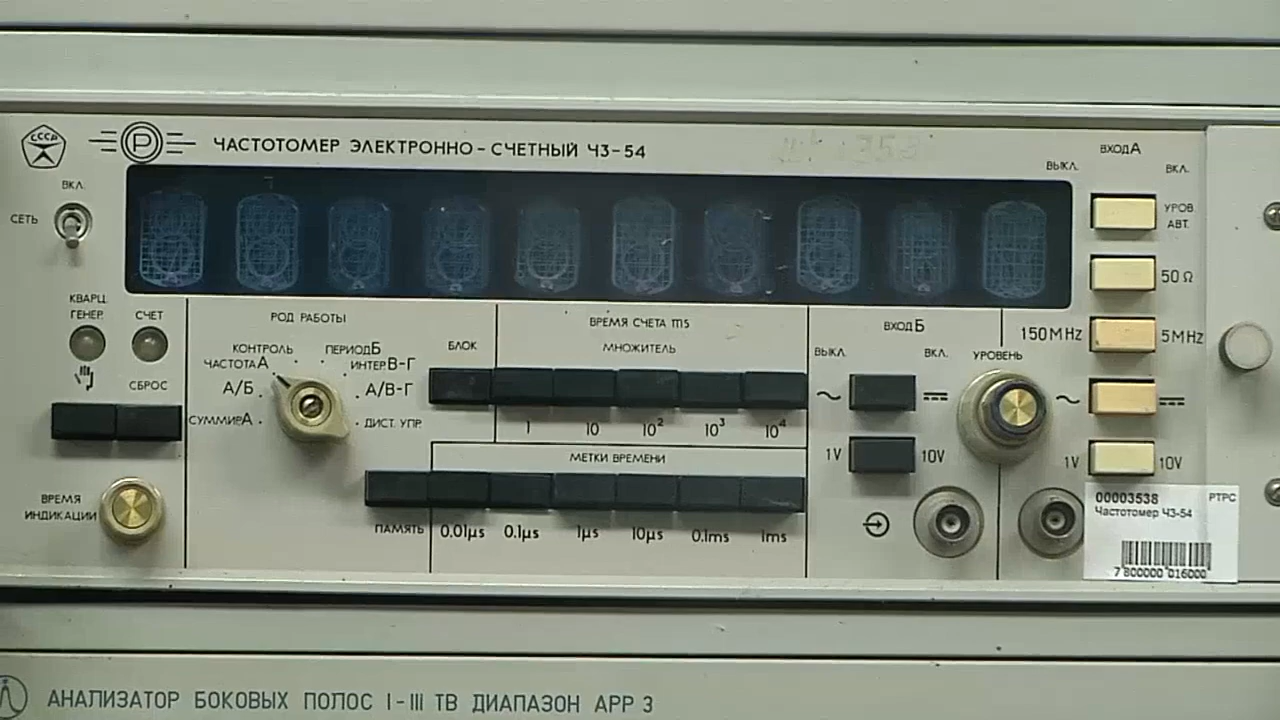 СССР
Р
ЧАСТОТОМЕР ЭЛЕКТРОННО-СЧЕТНЫЙ Ч3-54
ВКЛ.
СЕТЬ
КВАРЦ.
ГЕНЕР.
СЧЕТ
СБРОС
ВРЕМЯ
ИНДИКАЦИИ
РОД РАБОТЫ
КОНТРОЛЬ
ПЕРИОД Б
ЧАСТОТА А
ИНТЕР В-Г
А/Б
А/В-Г
СУММИР А
ДИСТ. УПР.
БЛОК
ВРЕМЯ СЧЕТА ms
МНОЖИТЕЛЬ
1 10 10² 10³ 10⁴
МЕТКИ ВРЕМЕНИ
ПАМЯТЬ 0.01μs 0.1μs 1μs 10μs 0.1ms 1ms
ВХОД Б
ВЫКЛ. ВКЛ.
УРОВЕНЬ
1V 10V
ВХОД А
ВЫКЛ. ВКЛ.
УРОВ.
АВТ.
50 Ω
150 MHz 5 MHz
1V 10V
00003538 РТРС
Частотомер Ч3-54
7 800000 016000
АНАЛИЗАТОР БОКОВЫХ ПОЛОС I-III ТВ ДИАПАЗОН АРР 3